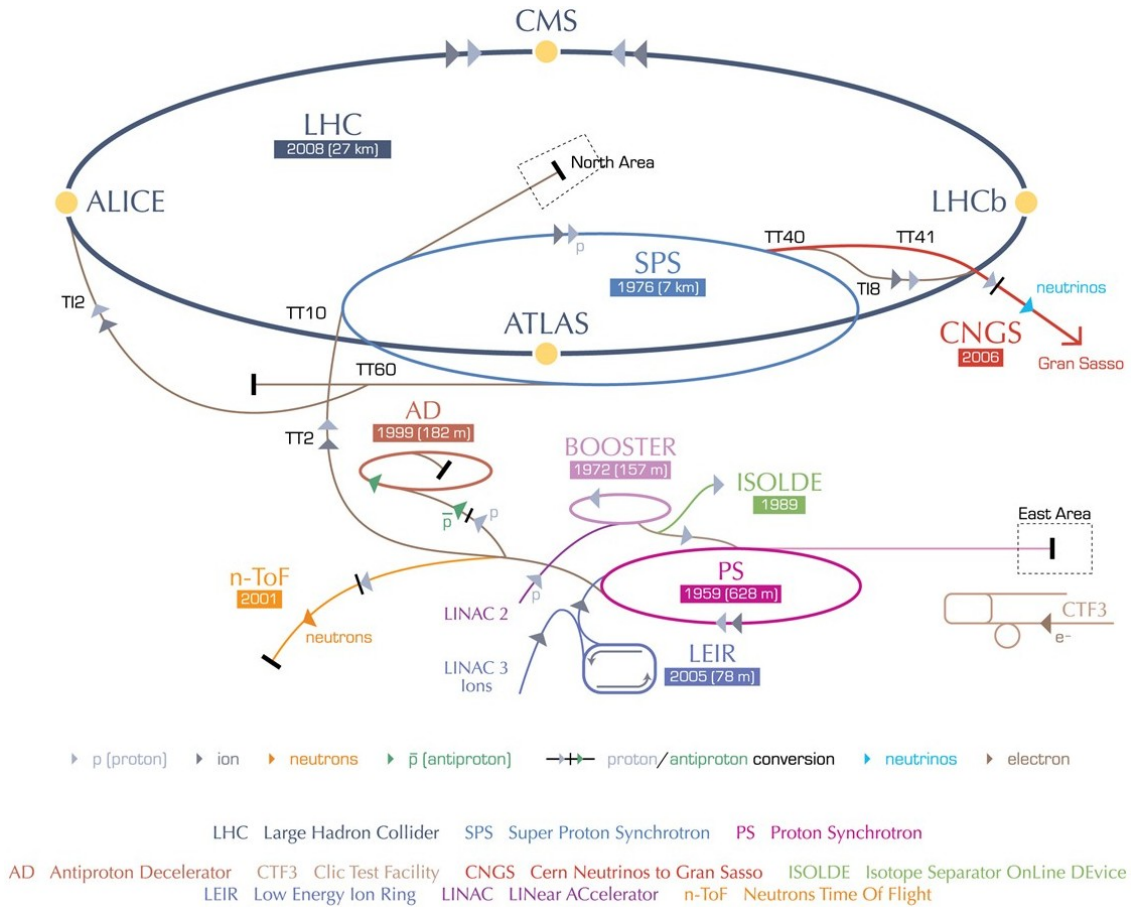 CMS
LHC
2008 (27 km)
North Area
ALICE
LHCb
p
TT40
TT41
SPS
1976 (7 km)
TI8
neutrinos
TI2
TT10
ATLAS
CNGS
2006
Gran Sasso
TT60
AD
1999 (182 m)
TT2
BOOSTER
1972 (157 m)
ISOLDE
1989
p̅
p
East Area
n-ToF
2001
PS
1959 (628 m)
p
LINAC 2
CTF3
e-
neutrons
LINAC 3
Ions
LEIR
2005 (78 m)
p (proton) ion neutrons p̅ (antiproton) proton/antiproton conversion neutrinos electron
LHC Large Hadron Collider SPS Super Proton Synchrotron PS Proton Synchrotron
AD Antiproton Decelerator CTF3 Clic Test Facility CNGS Cern Neutrinos to Gran Sasso ISOLDE Isotope Separator OnLine DEvice
LEIR Low Energy Ion Ring LINAC LINear ACcelerator n-ToF Neutrons Time Of Flight